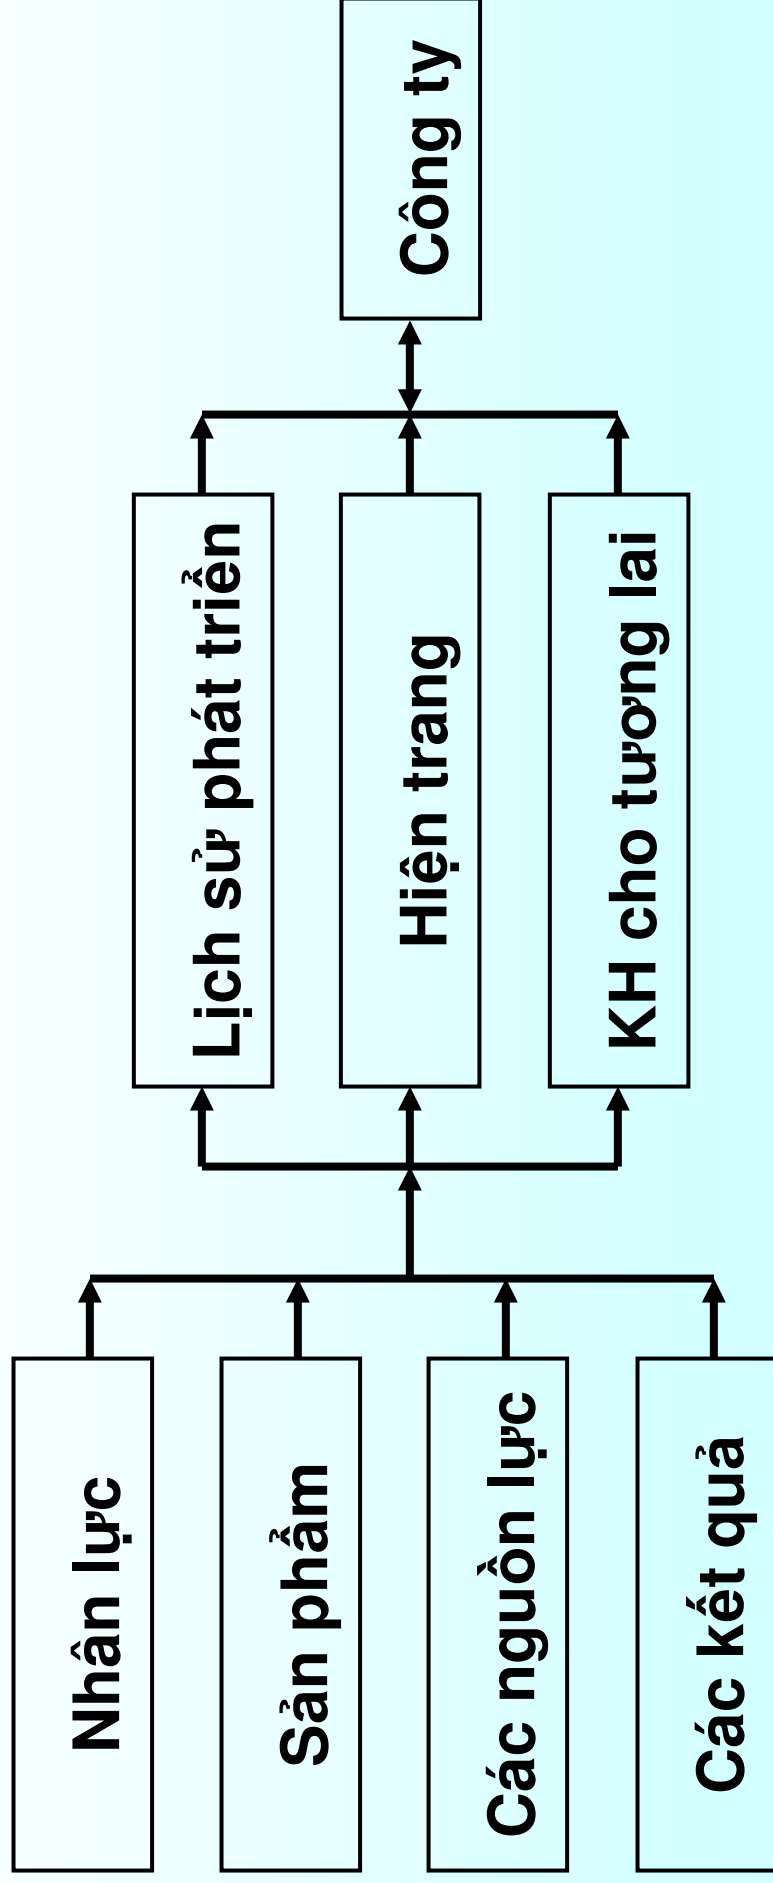 Nhân lực
Sản phẩm
Các nguồn lực
Các kết quả
Lịch sử phát triển
Hiện trang
KH cho tương lai
Công ty